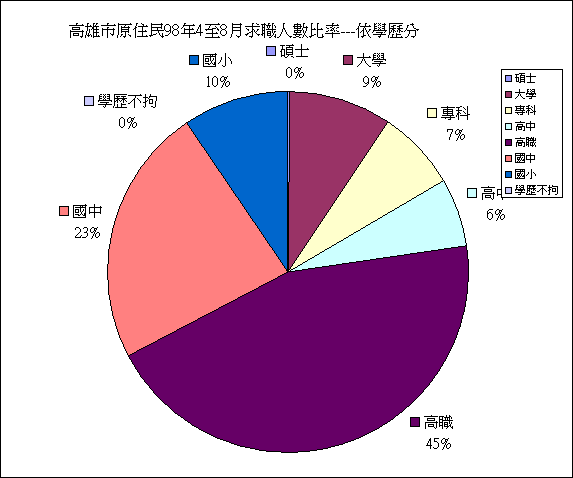 高雄市原住民98年4至8月求職人數比率---依學歷分
碩士
0%
大學
9%
專科
7%
高中
6%
高職
45%
國中
23%
學歷不拘
0%
國小
10%
碩士
大學
專科
高中
高職
國中
國小
學歷不拘